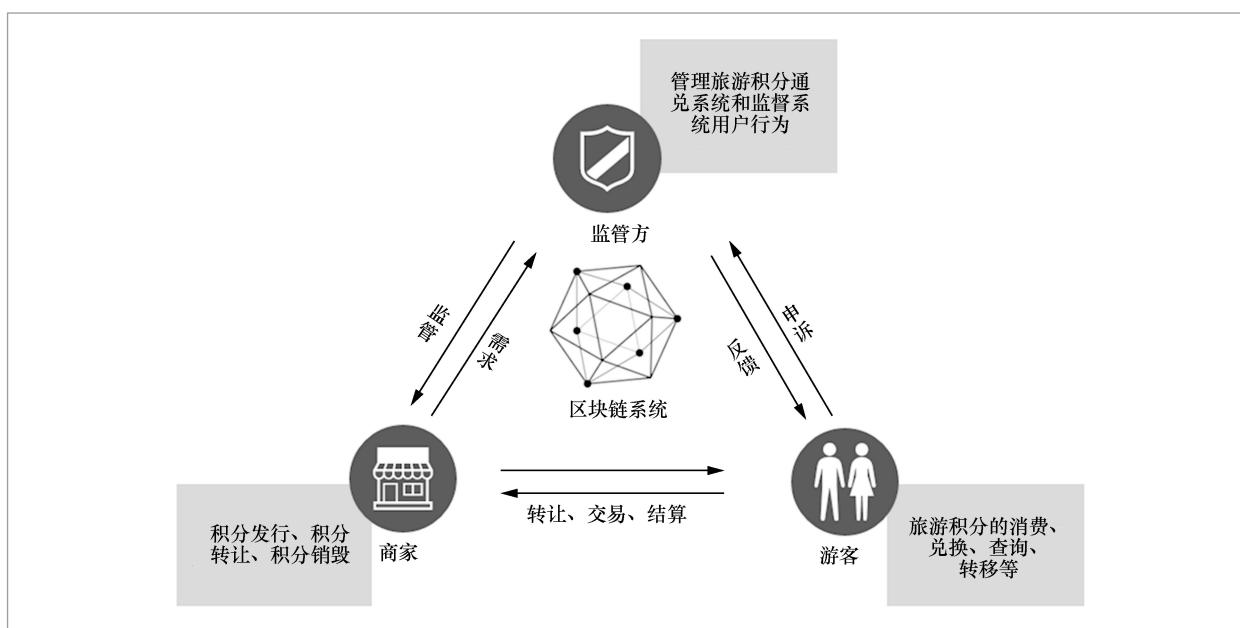 管理旅游积分通
兑系统和监督系
统用户行为
监管方
监管
需求
反馈
申诉
区块链系统
转让、交易、结算
积分发行、积分
转让、积分销毁
商家
旅游积分的消费、
兑换、查询、
转移等
游客